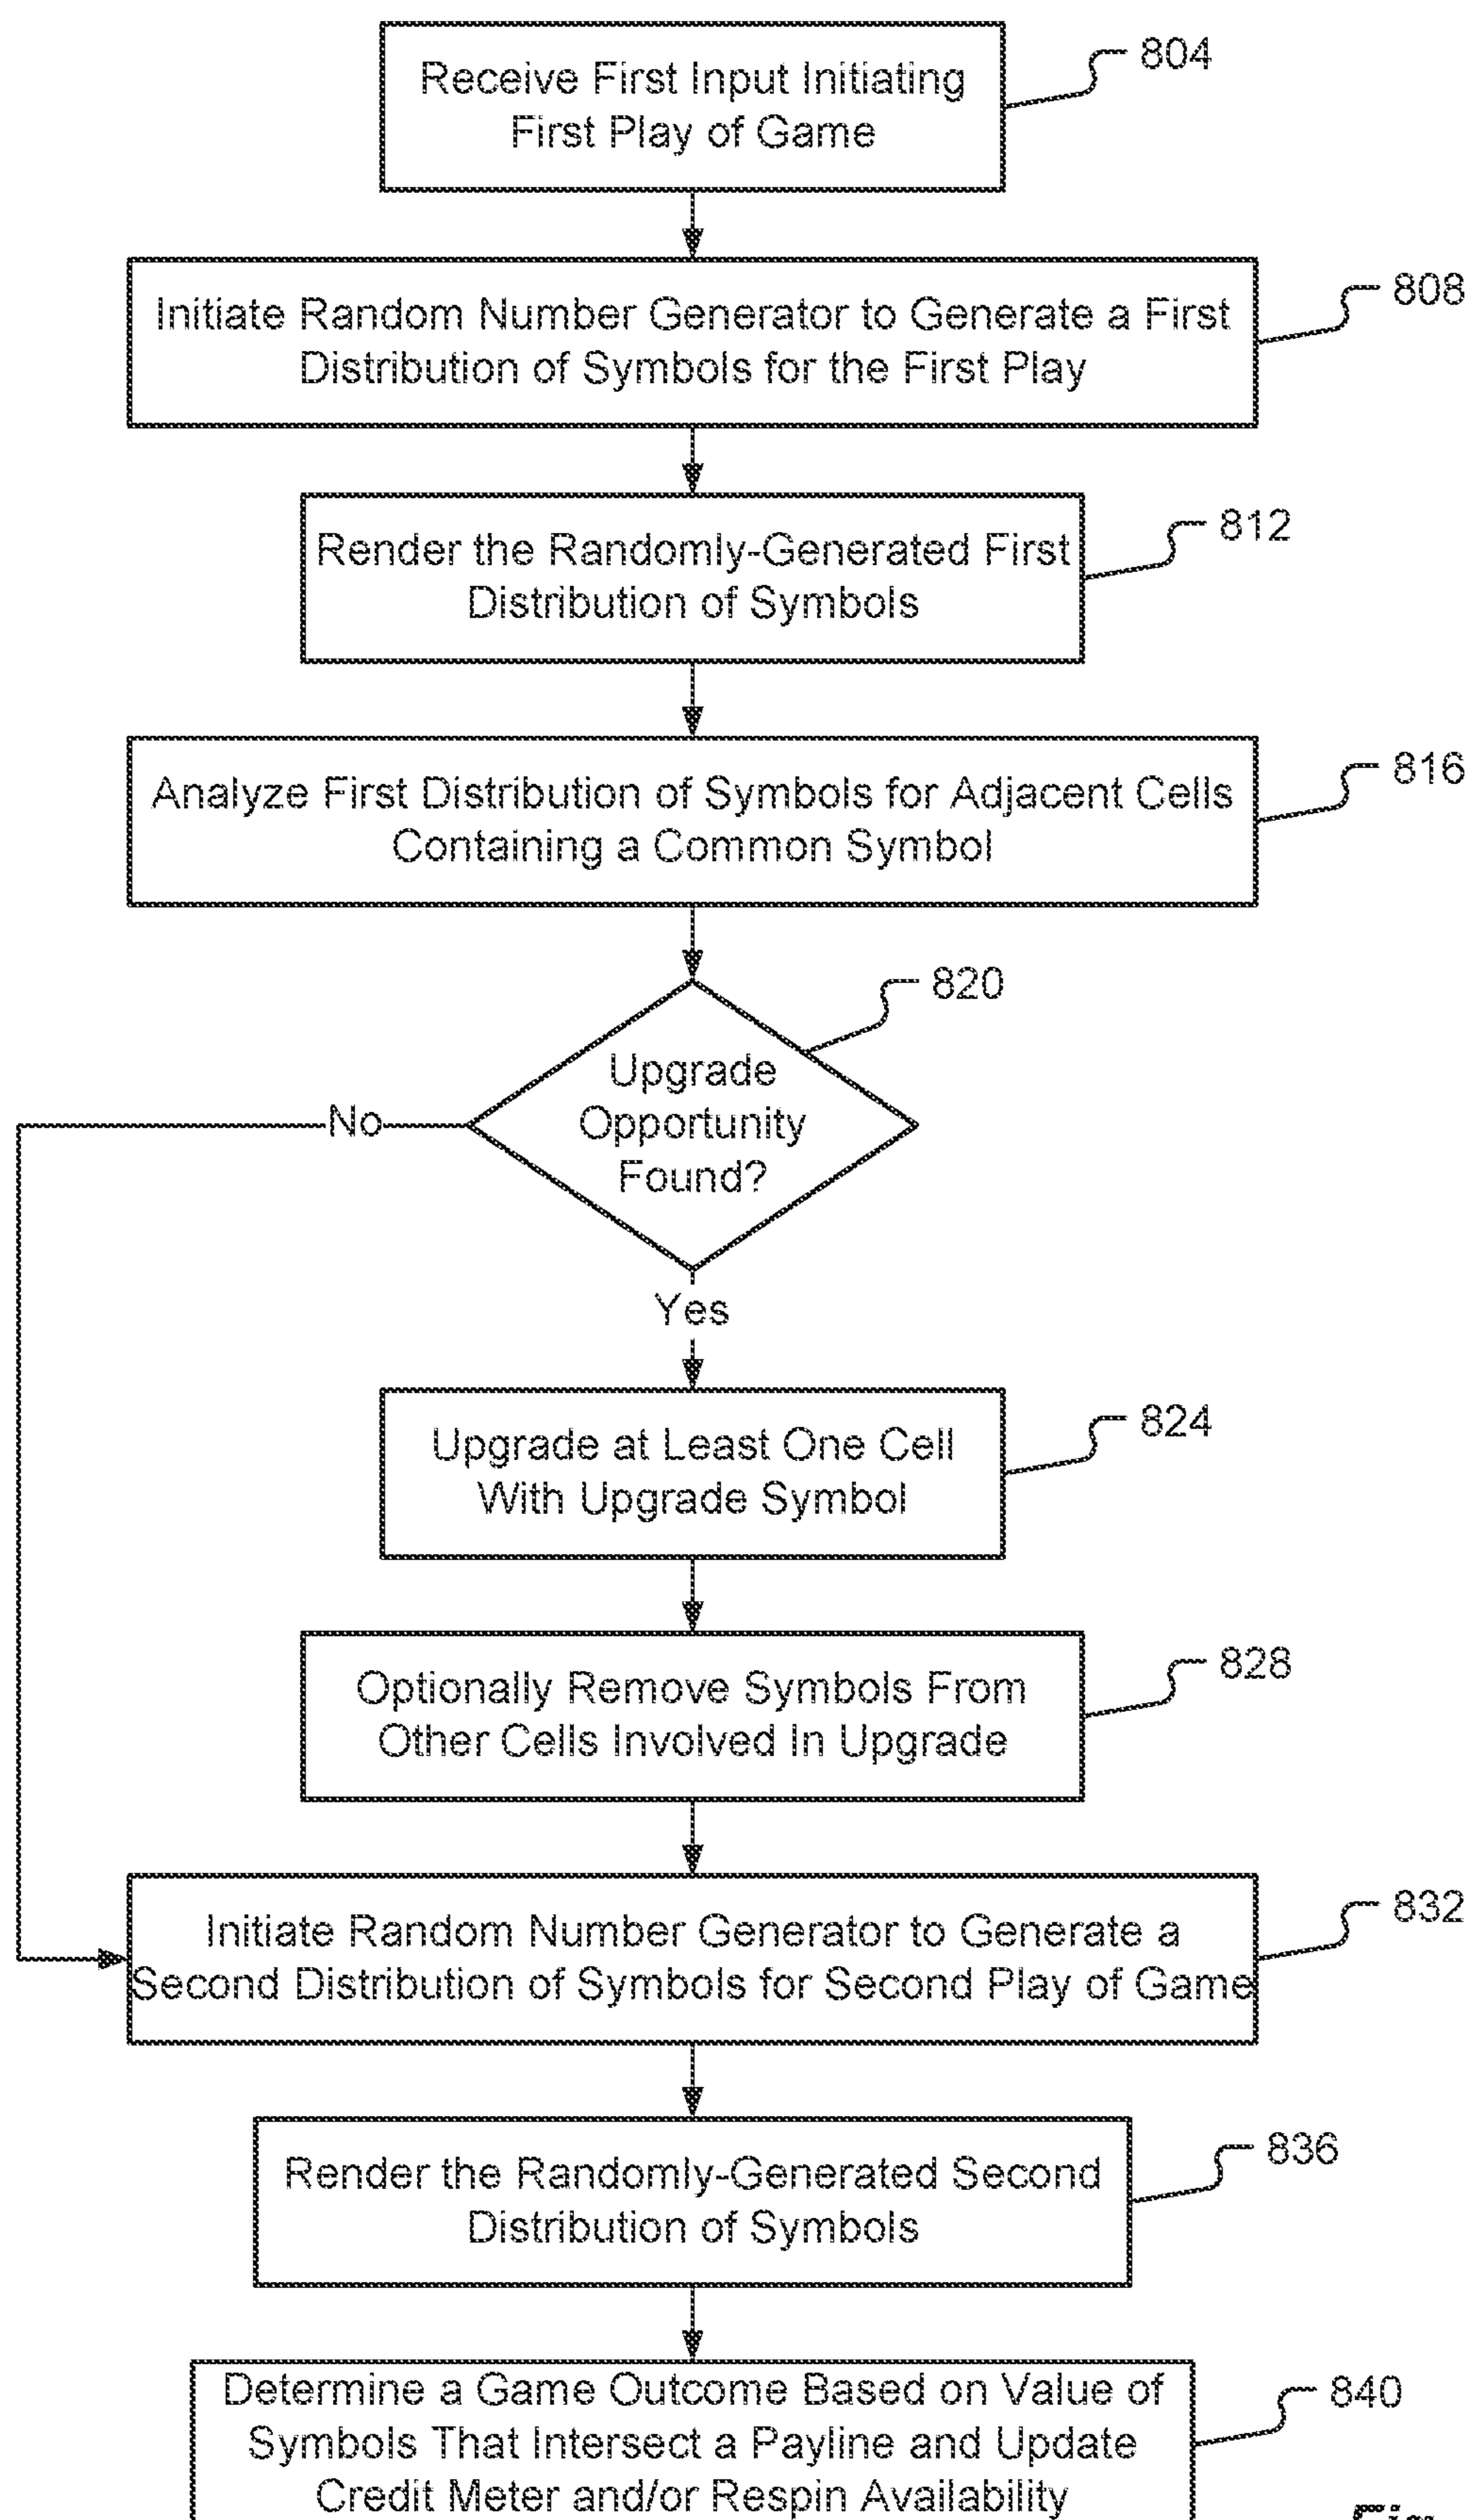 Receive First Input Initiating
First Play of Game
804
Initiate Random Number Generator to Generate a First
Distribution of Symbols for the First Play
808
Render the Randomly-Generated First
Distribution of Symbols
812
Analyze First Distribution of Symbols for Adjacent Cells
Containing a Common Symbol
816
820
Upgrade
Opportunity
Found?
No
Yes
Upgrade at Least One Cell
With Upgrade Symbol
824
Optionally Remove Symbols From
Other Cells Involved In Upgrade
828
Initiate Random Number Generator to Generate a
Second Distribution of Symbols for Second Play of Game
832
Render the Randomly-Generated Second
Distribution of Symbols
836
Determine a Game Outcome Based on Value of
Symbols That Intersect a Payline and Update
Credit Meter and/or Respin Availability
840